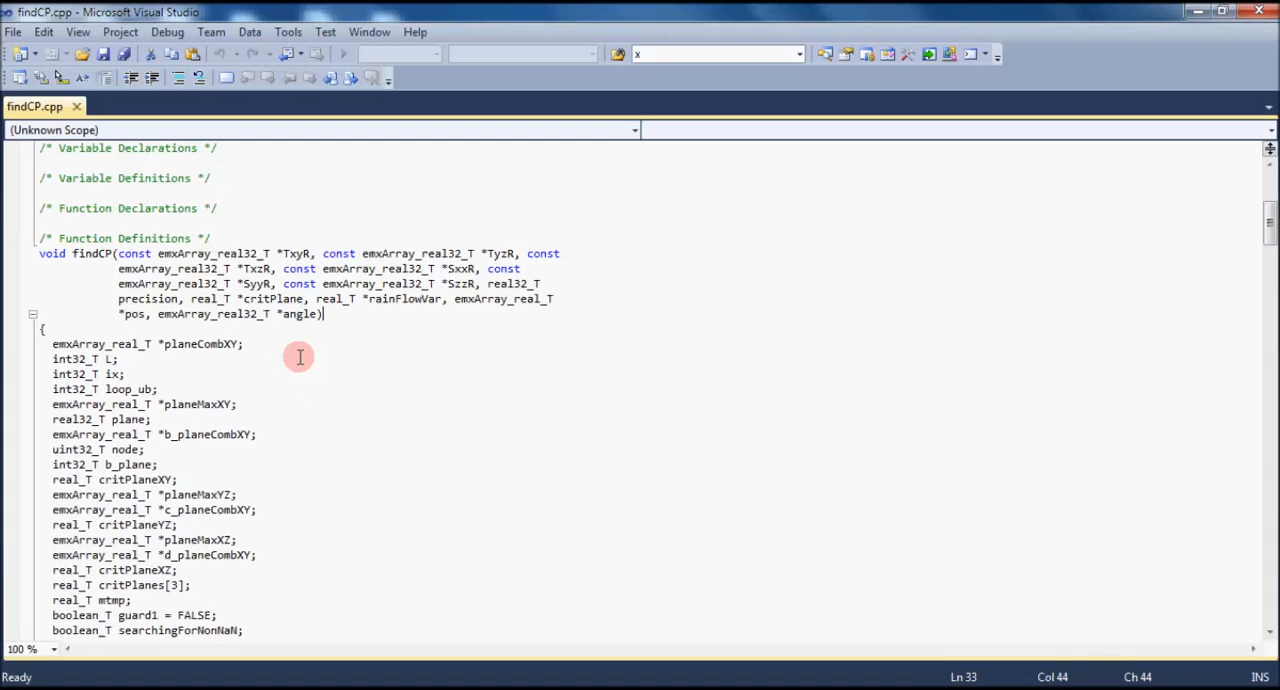 findCP.cpp - Microsoft Visual Studio
File Edit View Project Debug Team Data Tools Test Window Help
x
findCP.cpp
(Unknown Scope)
/* Variable Declarations */
/* Variable Definitions */
/* Function Declarations */
/* Function Definitions */
void findCP(const emxArray_real32_T *TxyR, const emxArray_real32_T *TyzR, const
emxArray_real32_T *TxzR, const emxArray_real32_T *SxxR, const
emxArray_real32_T *SyyR, const emxArray_real32_T *SzzR, real32_T
precision, real_T *critPlane, real_T *rainFlowVar, emxArray_real_T
*pos, emxArray_real32_T *angle)
{
emxArray_real_T *planeCombXY;
int32_T L;
int32_T ix;
int32_T loop_ub;
emxArray_real_T *planeMaxXY;
real32_T plane;
emxArray_real_T *b_planeCombXY;
uint32_T node;
int32_T b_plane;
real_T critPlaneXY;
emxArray_real_T *planeMaxYZ;
emxArray_real_T *c_planeCombXY;
real_T critPlaneYZ;
emxArray_real_T *planeMaxXZ;
emxArray_real_T *d_planeCombXY;
real_T critPlaneXZ;
real_T critPlanes[3];
real_T mtmp;
boolean_T guard1 = FALSE;
boolean_T searchingForNonNaN;
100 %
Ready Ln 33 Col 44 Ch 44 INS